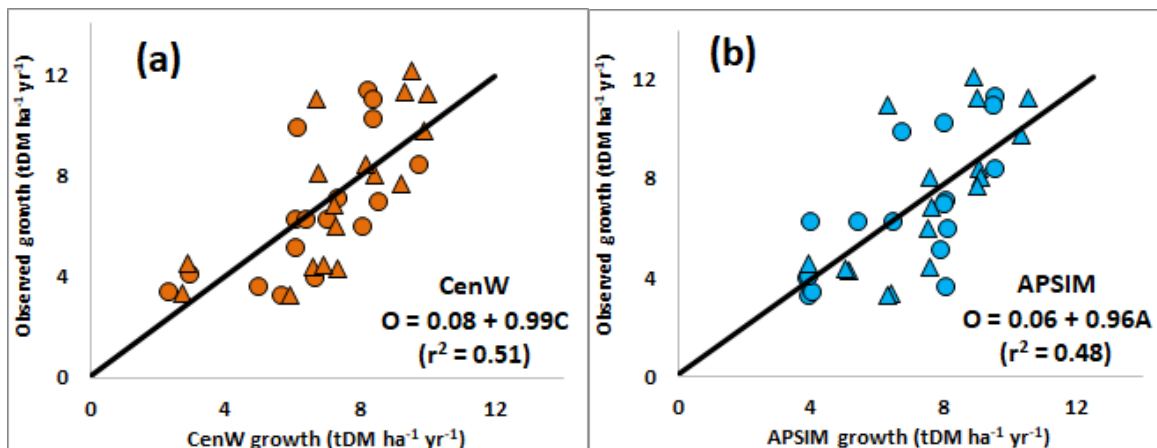 (a)
Observed growth (tDM ha⁻¹ yr⁻¹)
12
8
4
0
CenW
O = 0.08 + 0.99C
(r² = 0.51)
0 4 8 12
CenW growth (tDM ha⁻¹ yr⁻¹)
(b)
Observed growth (tDM ha⁻¹ yr⁻¹)
12
8
4
0
APSIM
O = 0.06 + 0.96A
(r² = 0.48)
0 4 8 12
APSIM growth (tDM ha⁻¹ yr⁻¹)